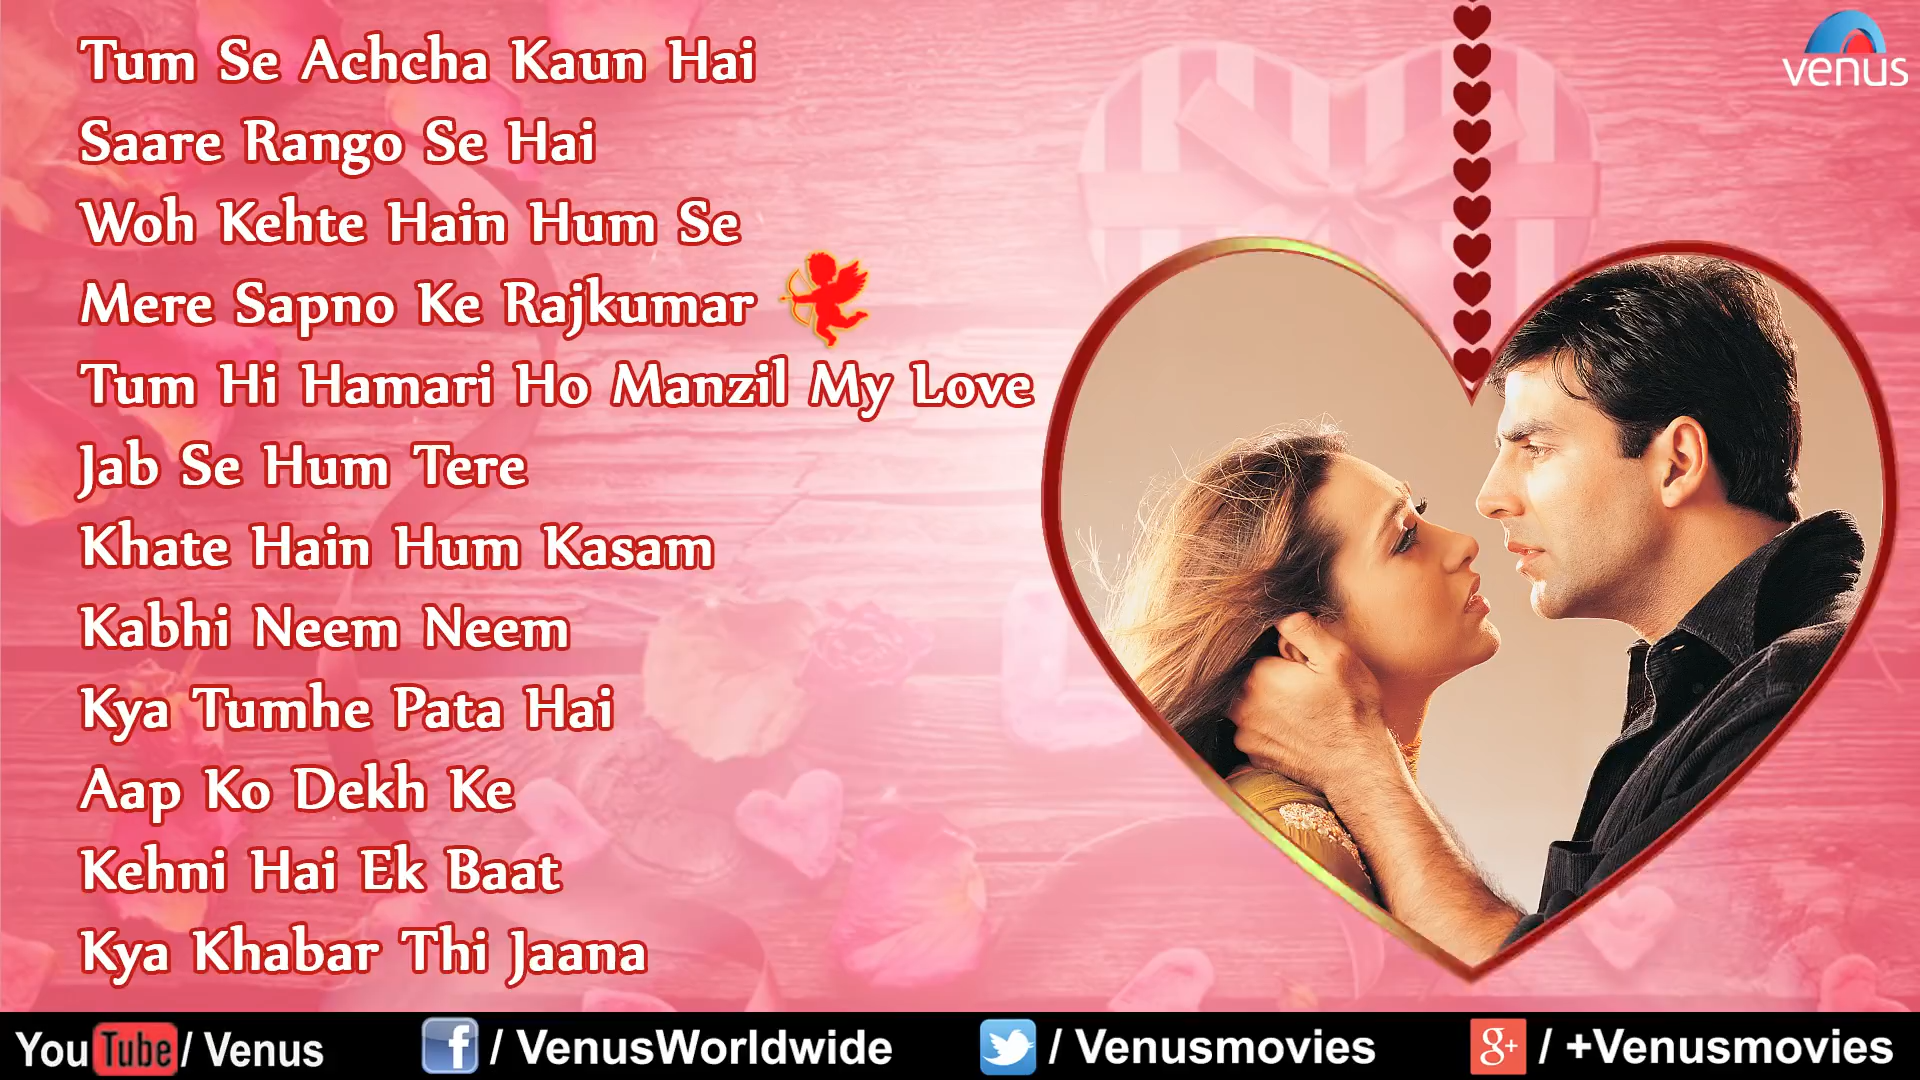 Tum Se Achcha Kaun Hai
Saare Rango Se Hai
Woh Kehte Hain Hum Se
Mere Sapno Ke Rajkumar
Tum Hi Hamari Ho Manzil My Love
Jab Se Hum Tere
Khate Hain Hum Kasam
Kabhi Neem Neem
Kya Tumhe Pata Hai
Aap Ko Dekh Ke
Kehni Hai Ek Baat
Kya Khabar Thi Jaana
venus
YouTube / Venus
f / VenusWorldwide
/ Venusmovies
g+ / +Venusmovies